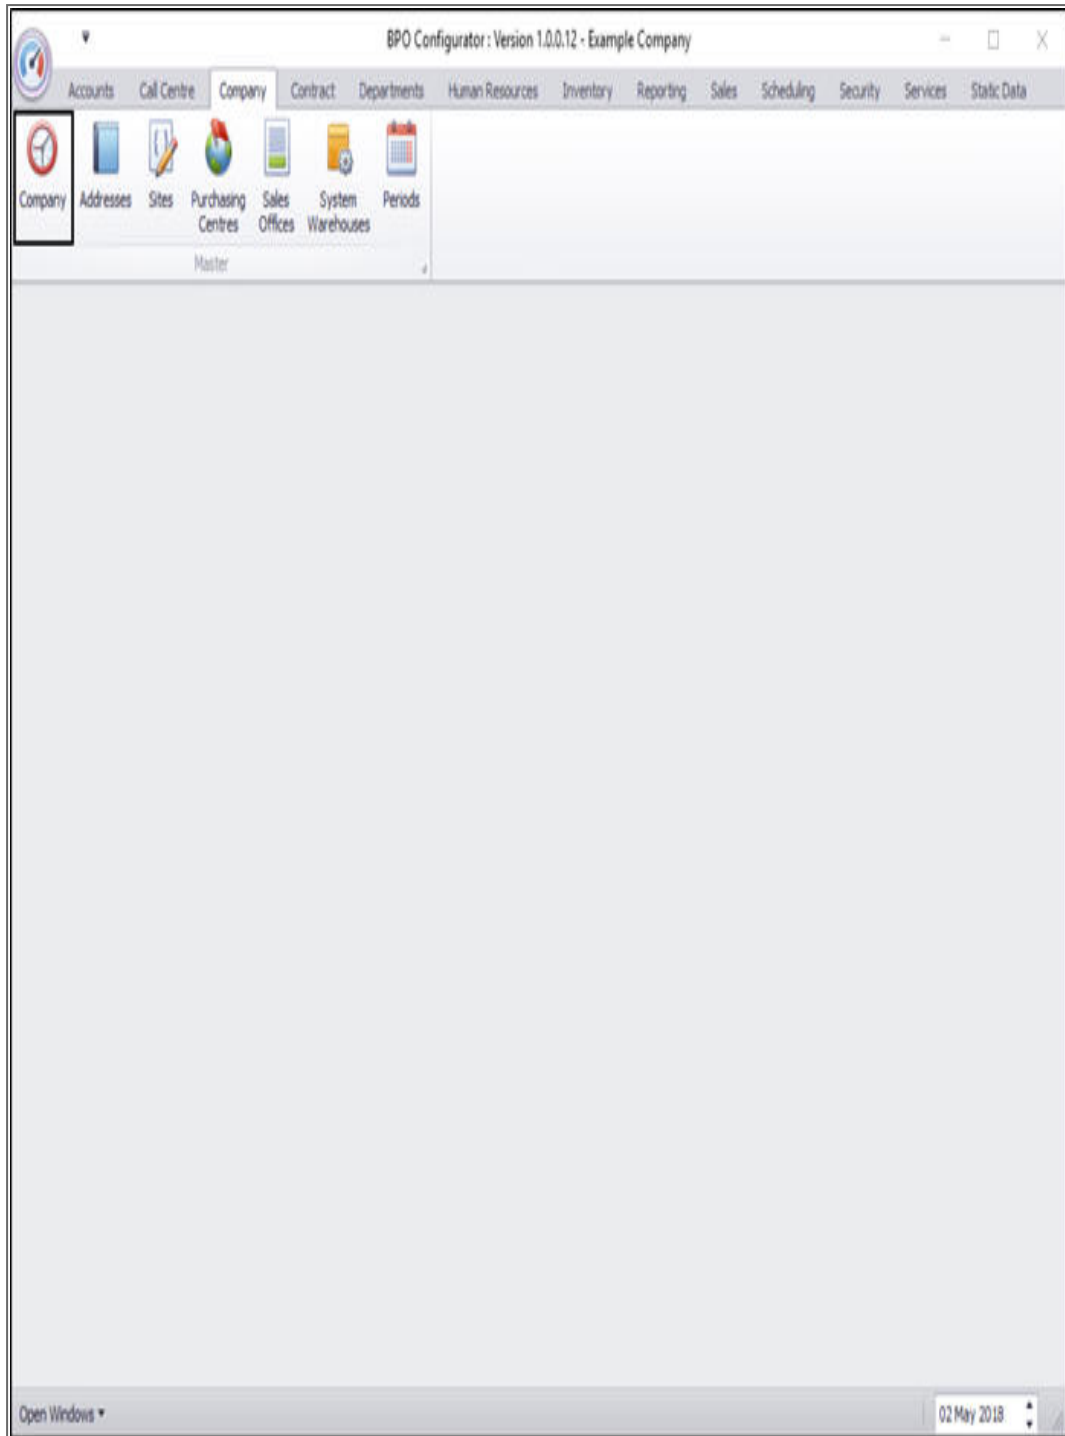 BPO Configurator : Version 1.0.0.12 - Example Company
Accounts Call Centre Company Contract Departments Human Resources Inventory Reporting Sales Scheduling Security Services Static Data
Company Addresses Sites Purchasing Centres Sales Offices System Warehouses Periods
Master
Open Windows 02 May 2018